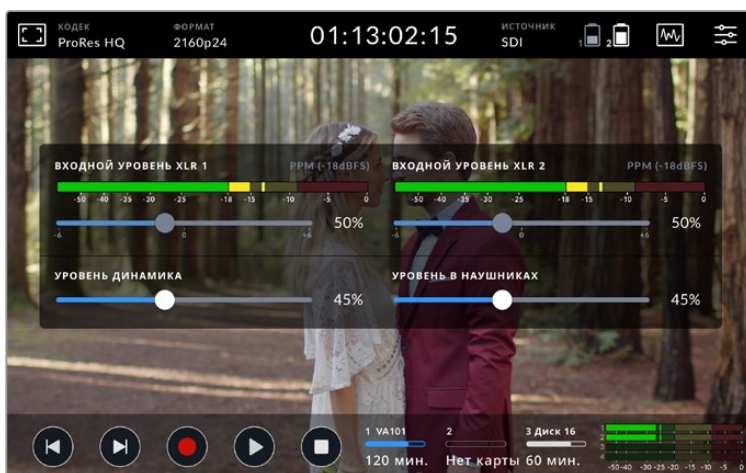 КОДЕК ФОРМАТ ИСТОЧНИК
ProRes HQ 2160p24 01:13:02:15 SDI 1 2
ВХОДНОЙ УРОВЕНЬ XLR 1 PPM (-18dBFS) ВХОДНОЙ УРОВЕНЬ XLR 2 PPM (-18dBFS)
-50 -40 -35 -30 -25 -18 -15 -10 -5 0 -50 -40 -35 -30 -25 -18 -15 -10 -5 0
50% 50%
-6 0 +6 -6 0 +6
УРОВЕНЬ ДИНАМИКА УРОВЕНЬ В НАУШНИКАХ
45% 45%
1 VA101 2 3 Диск 16
120 мин. Нет карты 60 мин.
-50 -40 -30 -25 -20 -15 -10 -5 0